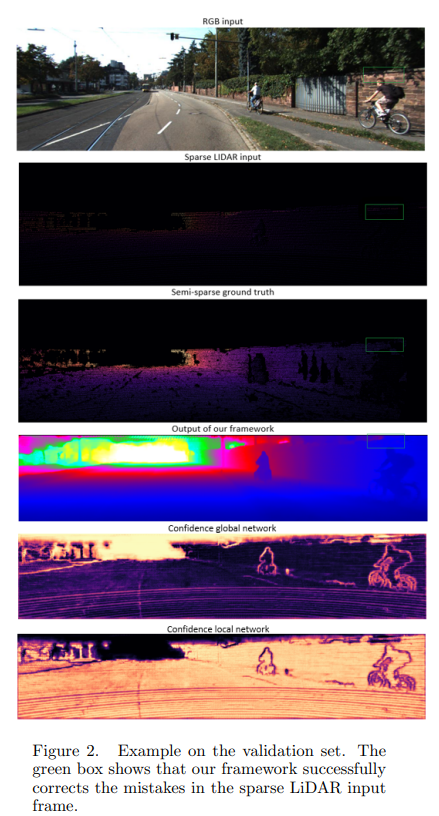 RGB input
Sparse LIDAR input
Semi-sparse ground truth
Output of our framework
Confidence global network
Confidence local network
Figure 2. Example on the validation set. The
green box shows that our framework successfully
corrects the mistakes in the sparse LiDAR input
frame.